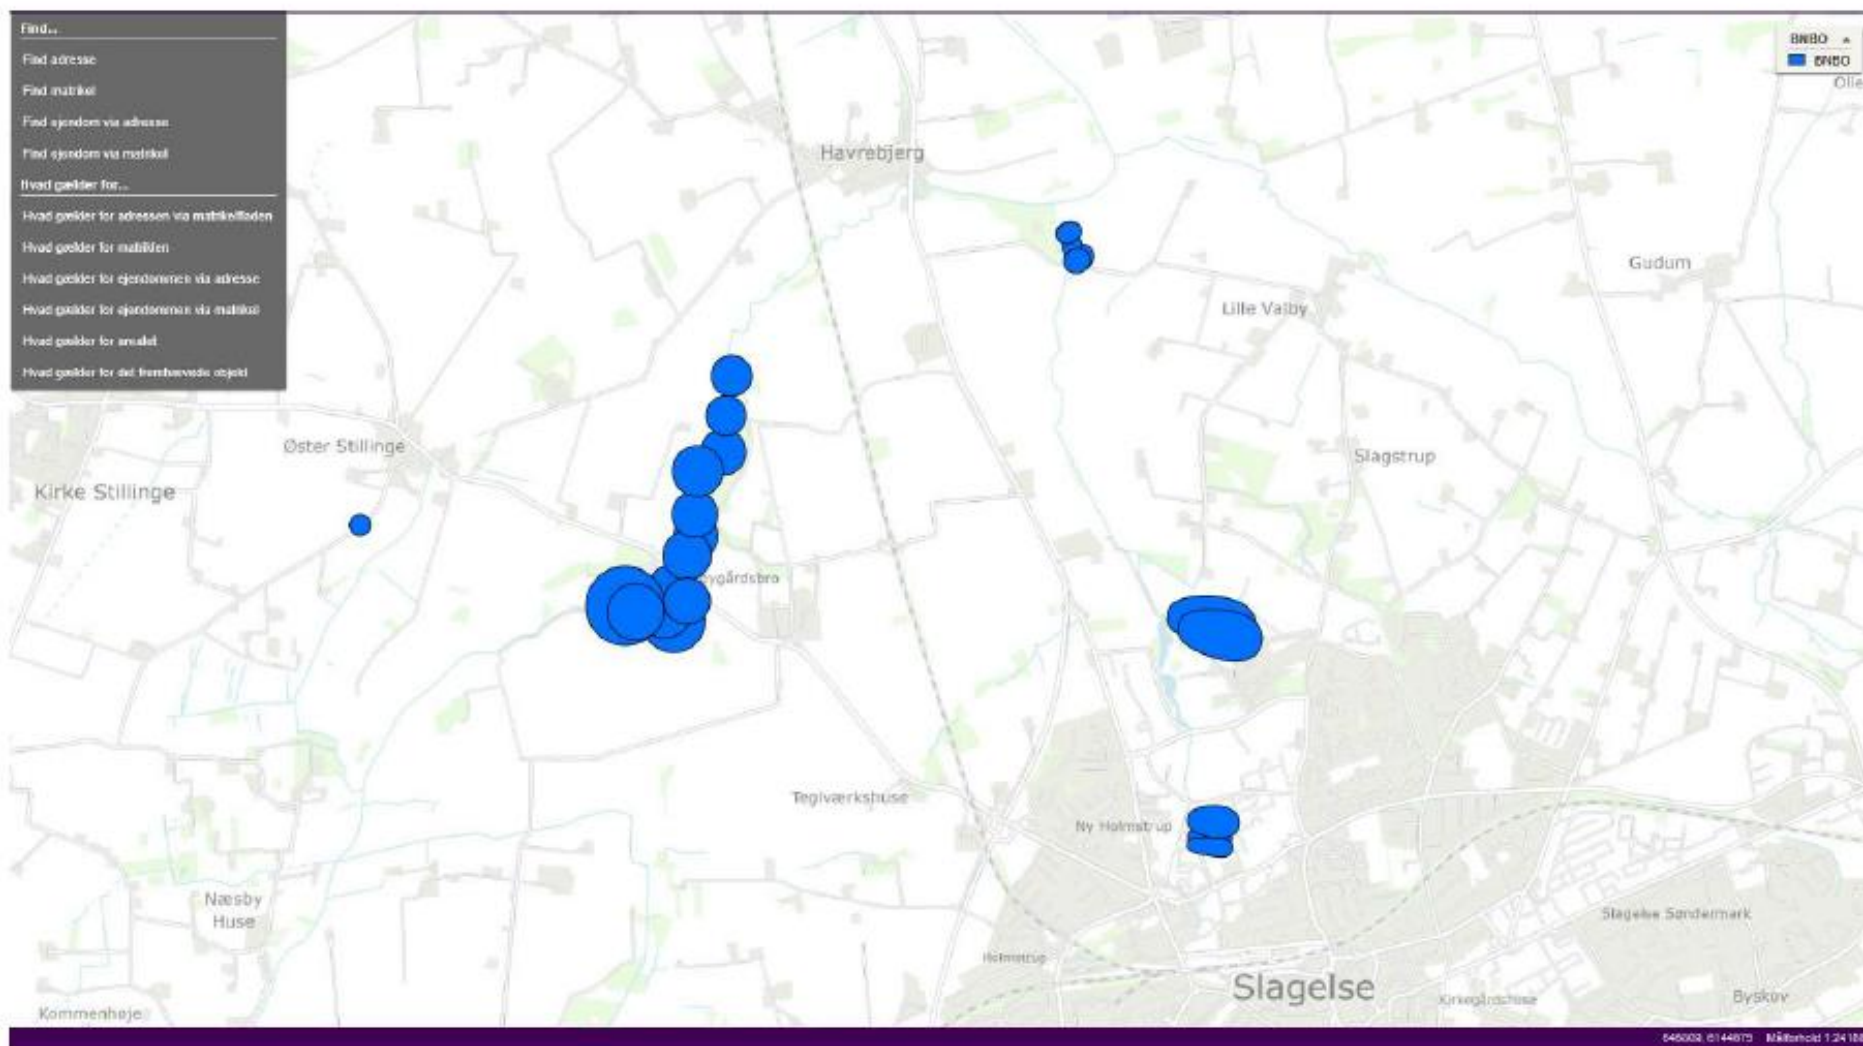 Find...
Find adresse
Find matrikel
Find ejendom via adresse
Find ejendom via matrikel
Hvad gælder for...
Hvad gælder for adressen via matrikelfladen
Hvad gælder for matriklen
Hvad gælder for ejendommen via adresse
Hvad gælder for ejendommen via matrikel
Hvad gælder for arealet
Hvad gælder for det fremhævede objekt
BNBO
BNBO
Havrebjerg
Gudum
Lille Valby
Øster Stillinge
Slagstrup
Kirke Stillinge
Teglværkshuse
Ny Holmstrup
Næsby
Huse
Slagelse Søndermark
Holmstrup
Slagelse
Kirkegårdshuse
Byskov
Kommenhøje